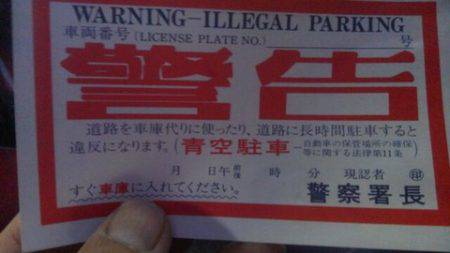 WARNING–ILLEGAL PARKING
車両番号(LICENSE PLATE NO.) 号
警告
道路を車庫代りに使ったり、道路に長時間駐車すると
違反になります。(青空駐車–自動車の保管場所の確保等に関する法律第11条
月 日 午前後 時 分 現認者 印
すぐ車庫に入れてください。 警察署長